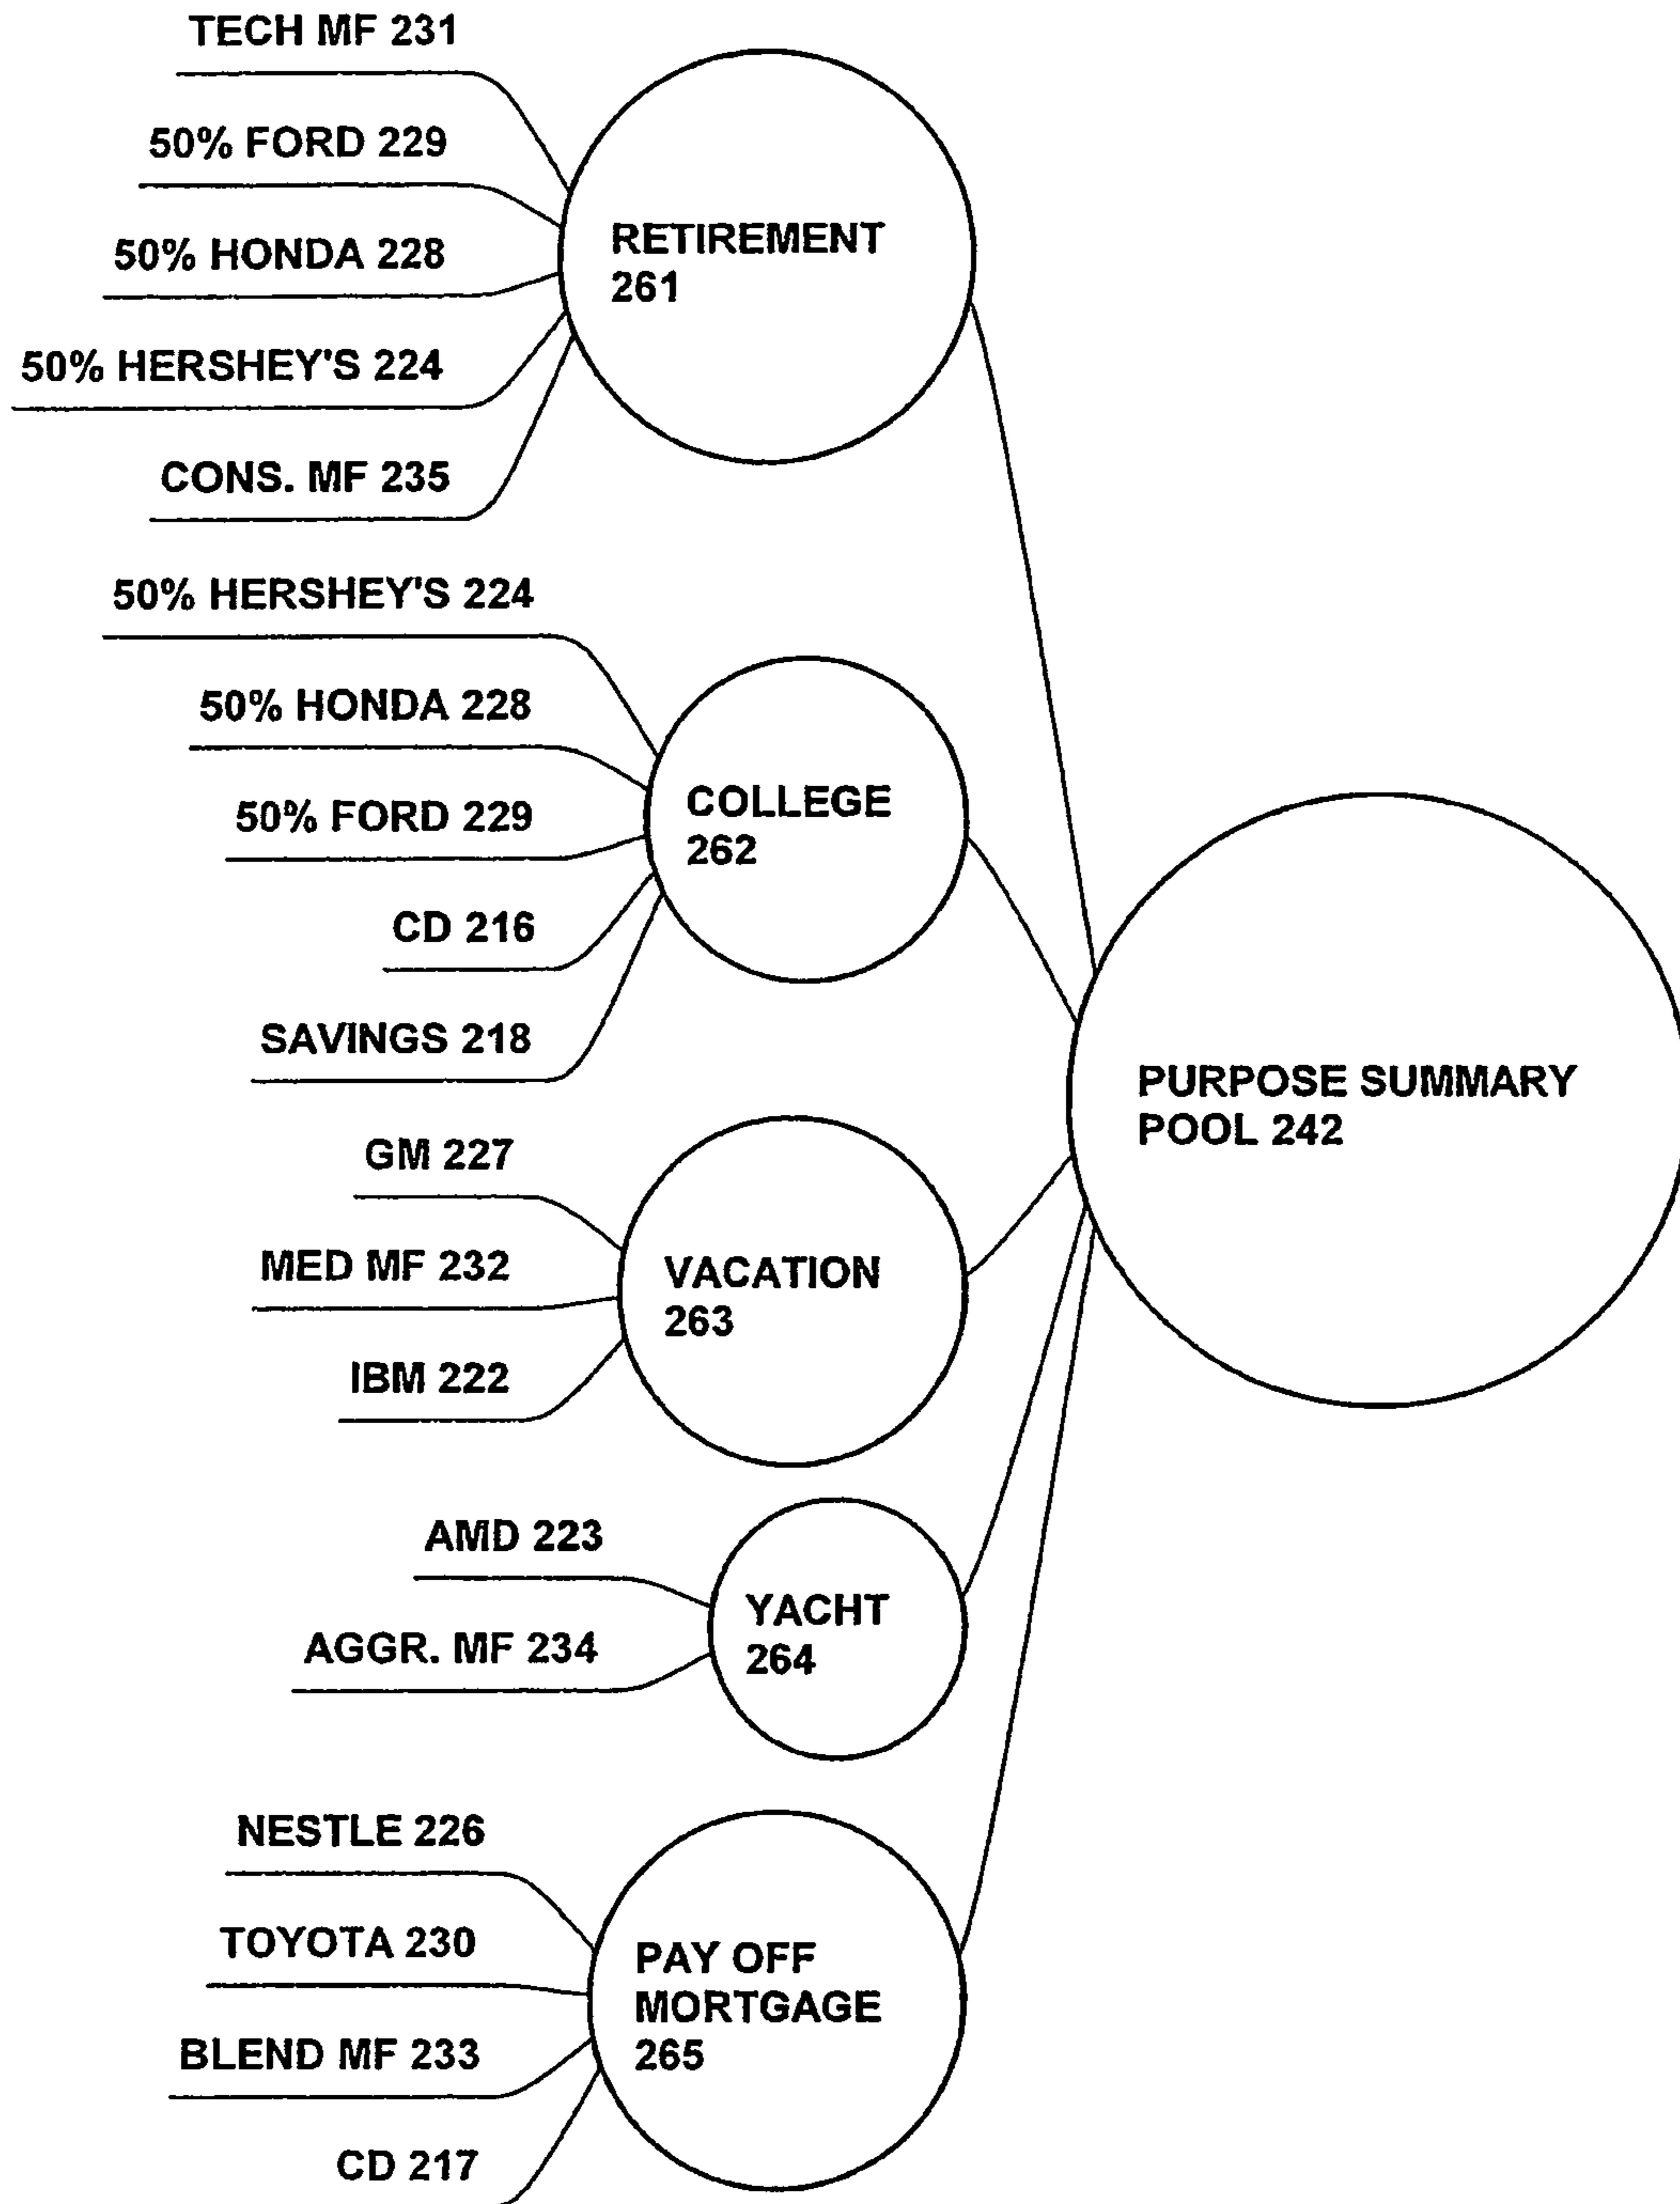 TECH MF 231
50% FORD 229
50% HONDA 228
50% HERSHEY'S 224
CONS. MF 235
RETIREMENT
261
50% HERSHEY'S 224
50% HONDA 228
50% FORD 229
CD 216
SAVINGS 218
COLLEGE
262
GM 227
MED MF 232
IBM 222
VACATION
263
AMD 223
AGGR. MF 234
YACHT
264
NESTLE 226
TOYOTA 230
BLEND MF 233
CD 217
PAY OFF
MORTGAGE
265
PURPOSE SUMMARY
POOL 242